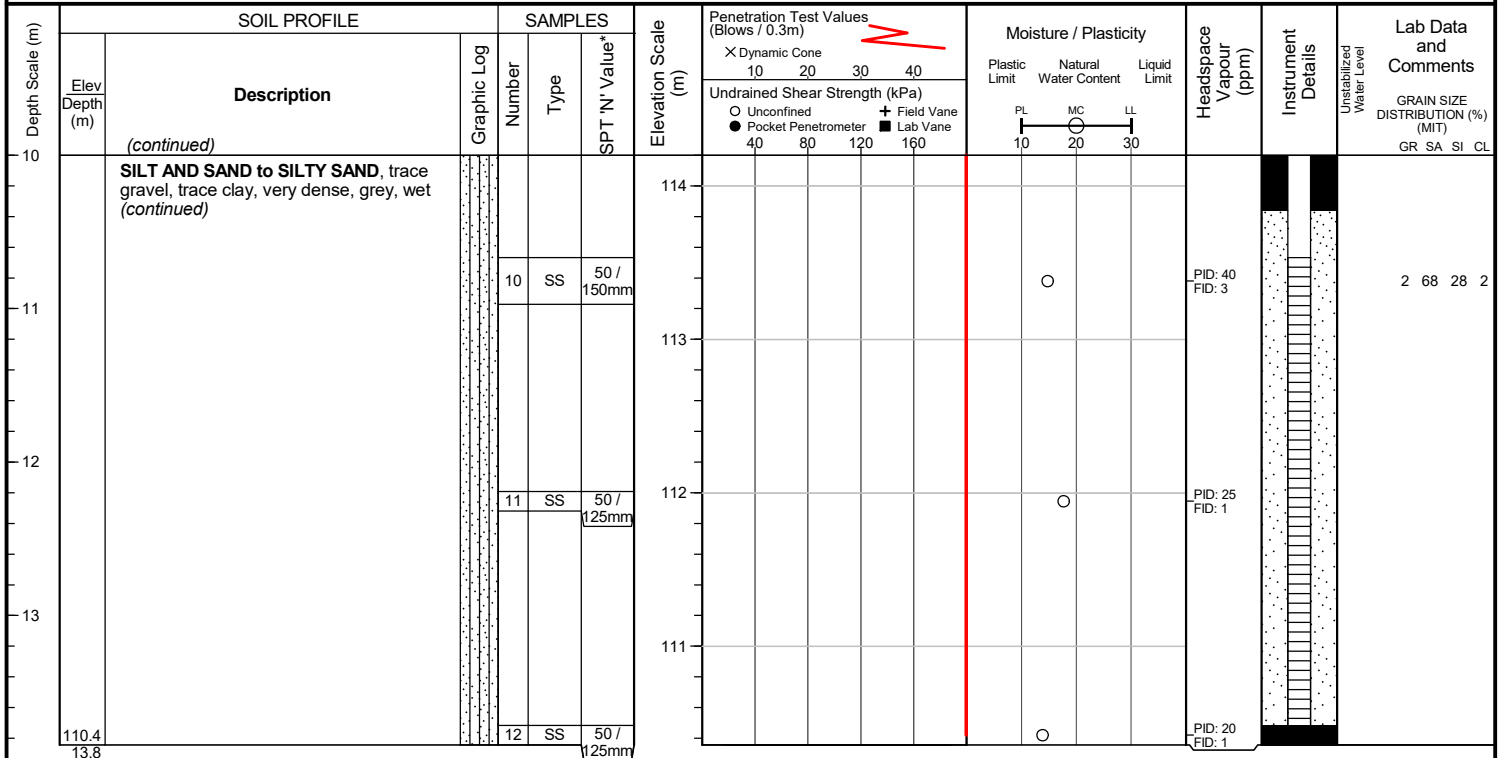 SOIL PROFILE
SAMPLES
Depth Scale (m)
Elev
Depth
(m)
Description
(continued)
Graphic Log
Number
Type
SPT 'N' Value*
Elevation Scale
(m)
Penetration Test Values
(Blows / 0.3m)
X Dynamic Cone
10 20 30 40
Undrained Shear Strength (kPa)
Unconfined
Field Vane
Pocket Penetrometer
Lab Vane
40 80 120 160
Moisture / Plasticity
Plastic Natural Liquid
Limit Water Content Limit
PL MC LL
10 20 30
Headspace
Vapour
(ppm)
Instrument
Details
Unstabilized
Water Level
Lab Data
and
Comments
GRAIN SIZE
DISTRIBUTION (%)
(MIT)
GR SA SI CL
10
SILT AND SAND to SILTY SAND, trace
gravel, trace clay, very dense, grey, wet
(continued)
114
10 SS 50 /
150mm
PID: 40
FID: 3
2 68 28 2
11
113
12
11 SS 50 /
125mm
112
PID: 25
FID: 1
13
111
110.4
13.8
12 SS 50 /
125mm
PID: 20
FID: 1